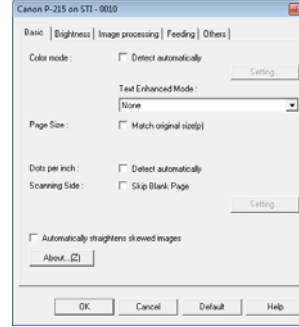 Canon P-215 on STI - 0010
Basic Brightness Image processing Feeding Others
Color mode : Detect automatically
Setting...
Text Enhanced Mode :
None
Page Size : Match original size(p)
Dots per inch : Detect automatically
Scanning Side : Skip Blank Page
Setting...
Automatically straightens skewed images
About...(Z)
OK Cancel Default Help